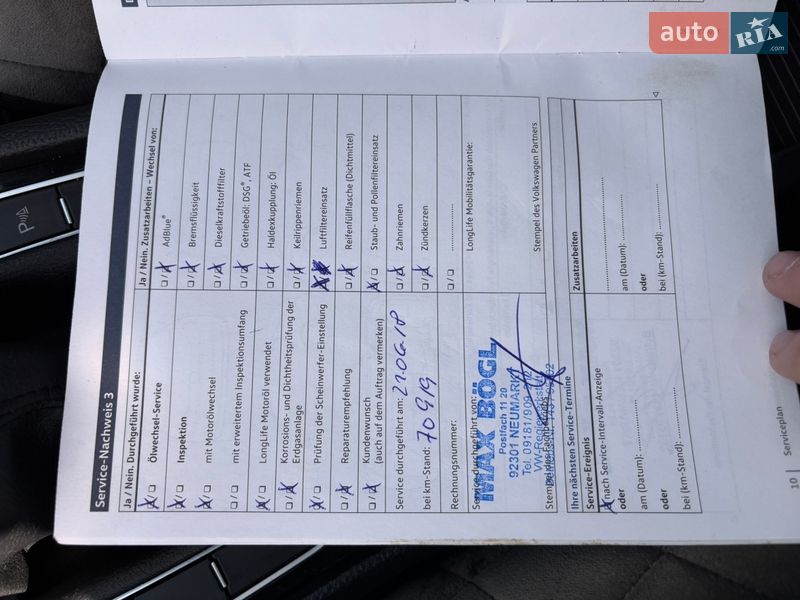 auto RIA .com
Service-Nachweis 3
Ja / Nein. Durchgeführt wurde:
☒ / ☐ Ölwechsel-Service
☒ / ☐ Inspektion
☒ / ☐ mit Motorölwechsel
☐ / ☐ mit erweitertem Inspektionsumfang
☒ / ☐ LongLife Motoröl verwendet
☐ / ☒ Korrosions- und Dichtheitsprüfung der
Erdgasanlage
☒ / ☐ Prüfung der Scheinwerfer-Einstellung
☐ / ☒ Reparaturempfehlung
☐ / ☒ Kundenwunsch
(auch auf dem Auftrag vermerken)
Service durchgeführt am: 21.06.18
bei km-Stand: 70919
Rechnungsnummer:
Service durchgeführt von:
MAX BÖGL
Postfach 11 20
92301 NEUMARKT
Tel. 09181/909-
VW-Regie
Ja / Nein. Zusatzarbeiten – Wechsel von:
☐ / ☒ AdBlue®
☐ / ☒ Bremsflüssigkeit
☐ / ☒ Dieselkraftstofffilter
☐ / ☒ Getriebeöl: DSG®, ATF
☐ / ☒ Haldexkupplung: Öl
☐ / ☒ Keilrippenriemen
Luftfiltereinsatz
☐ / ☒ Reifenfüllflasche (Dichtmittel)
☒ / ☐ Staub- und Pollenfiltereinsatz
☐ / ☒ Zahnriemen
☐ / ☒ Zündkerzen
☐ / ☐ ..................
LongLife Mobilitätsgarantie:
Stempel des Volkswagen Partners
Ihre nächsten Service-Termine
Service-Ereignis
☒ nach Service-Intervall-Anzeige
oder
am (Datum): ..................
oder
bei (km-Stand): ..................
Zusatzarbeiten
..................
am (Datum): ..................
oder
bei (km-Stand): ..................
10 | Serviceplan